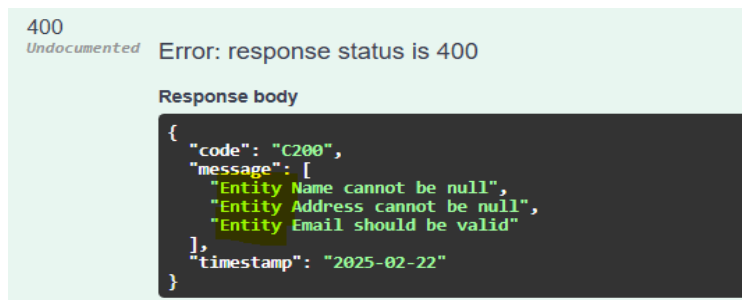 400
Undocumented
Error: response status is 400
Response body
{
"code": "C200",
"message": [
"Entity Name cannot be null",
"Entity Address cannot be null",
"Entity Email should be valid"
],
"timestamp": "2025-02-22"
}